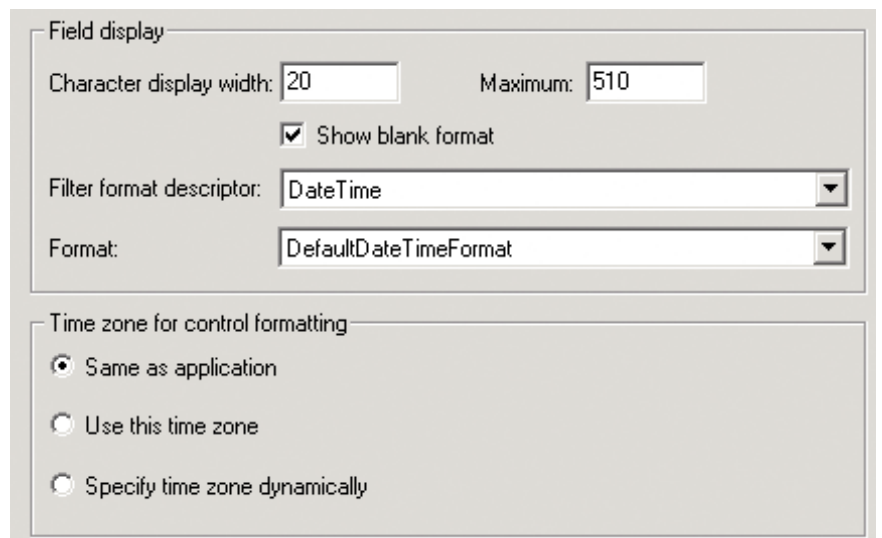 Field display
Character display width: 20 Maximum: 510
Show blank format
Filter format descriptor: DateTime
Format: DefaultDateTimeFormat
Time zone for control formatting
Same as application
Use this time zone
Specify time zone dynamically